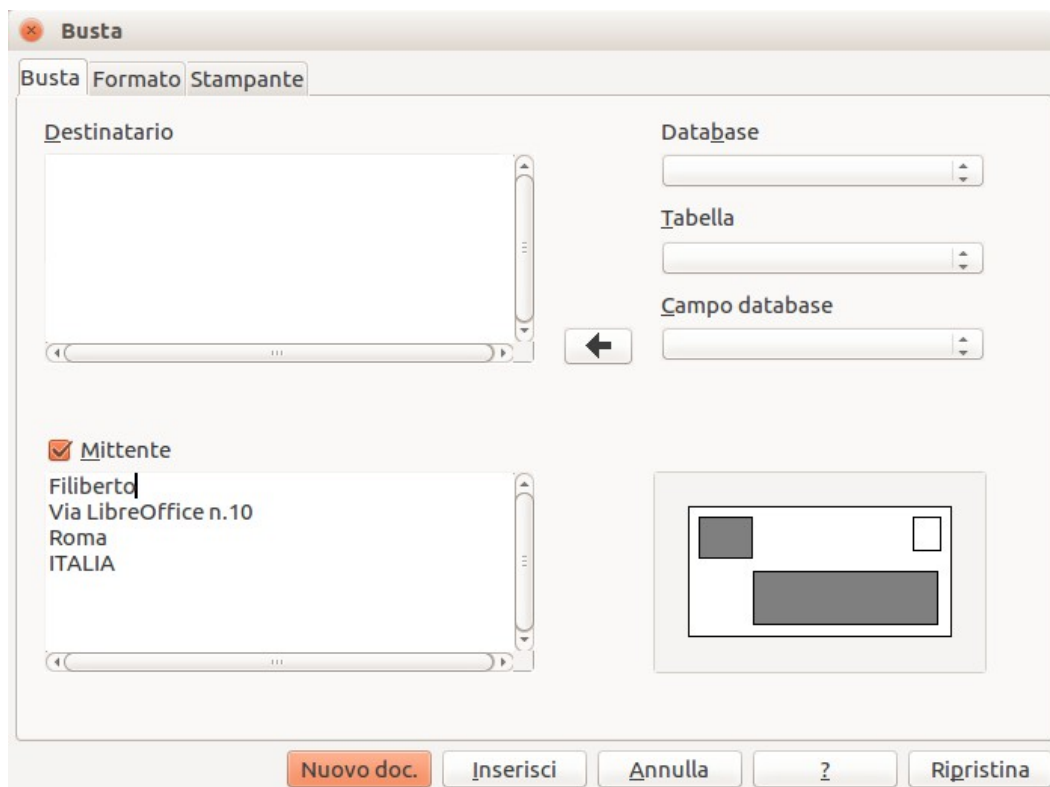 Busta
Busta Formato Stampante
Destinatario
Database
Tabella
Campo database
Mittente
Filiberto
Via LibreOffice n.10
Roma
ITALIA
Nuovo doc. Inserisci Annulla ? Ripristina